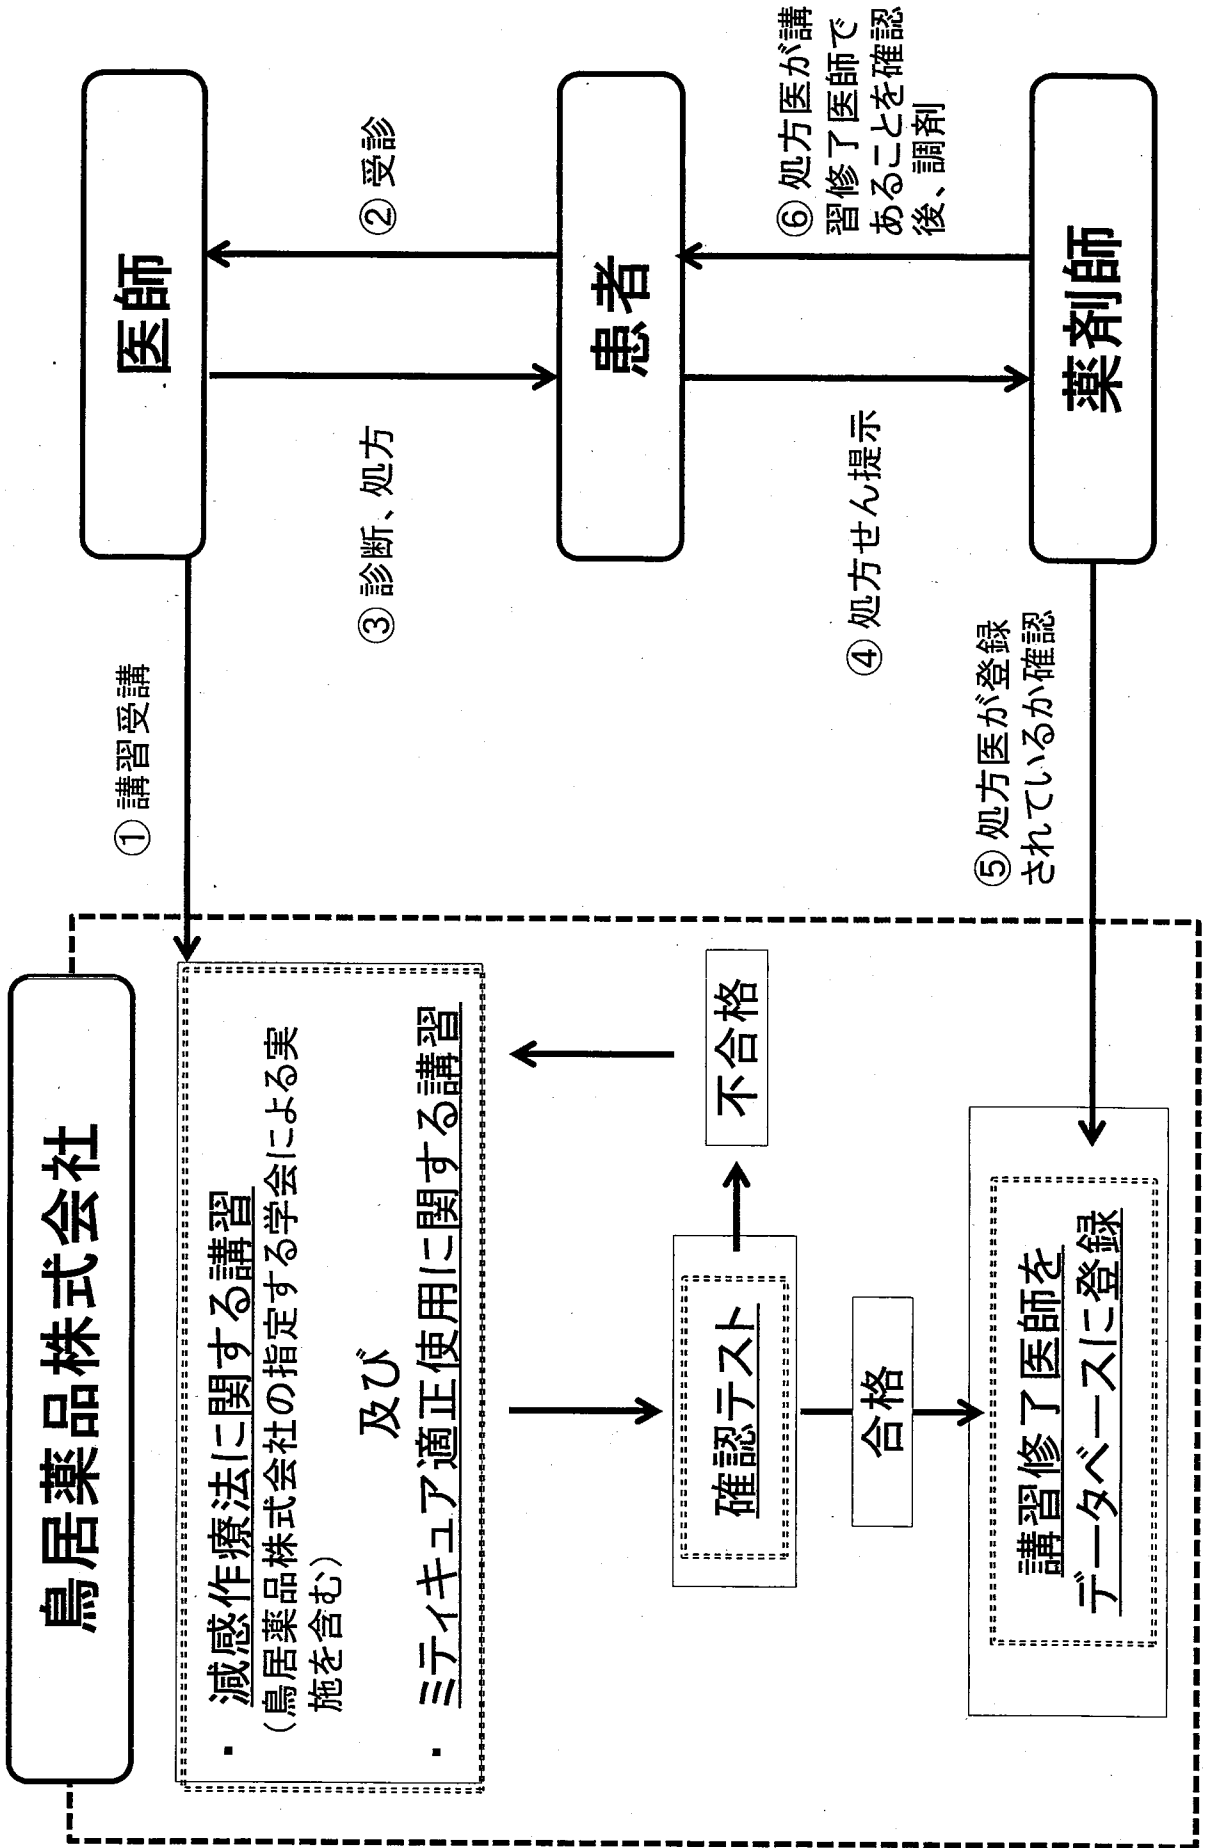 鳥居薬品株式会社
・ 減感作療法に関する講習
（鳥居薬品株式会社の指定する学会による実
施を含む）
及び
・ ミティキュア適正使用に関する講習
確認テスト
不合格
合格
講習修了医師を
データベースに登録
① 講習受講
医師
③ 診断、処方
② 受診
患者
④ 処方せん提示
⑥ 処方医が講
習修了医師で
あることを確認
後、調剤
⑤ 処方医が登録
されているか確認
薬剤師